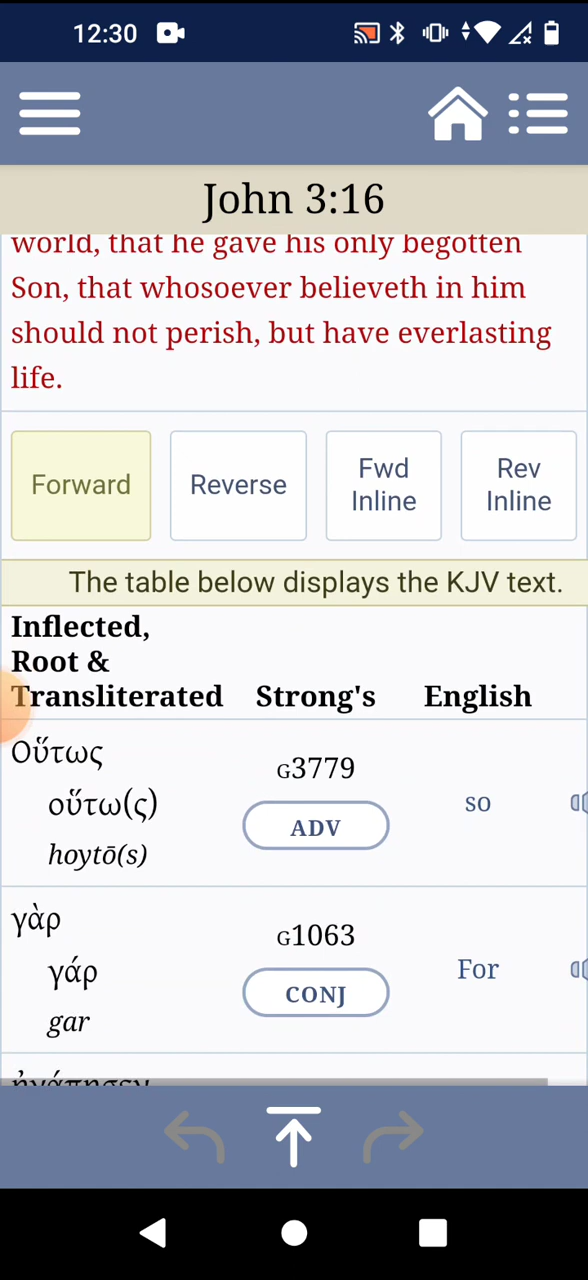 12:30
John 3:16
world, that he gave his only begotten
Son, that whosoever believeth in him
should not perish, but have everlasting
life.
Forward
Reverse
Fwd
Inline
Rev
Inline
The table below displays the KJV text.
Inflected,
Root &
Transliterated Strong's English
Οὕτως
οὕτω(ς)
hoytō(s)
G3779
ADV
so
γὰρ
γάρ
gar
G1063
CONJ
For
ἠγάπησεν